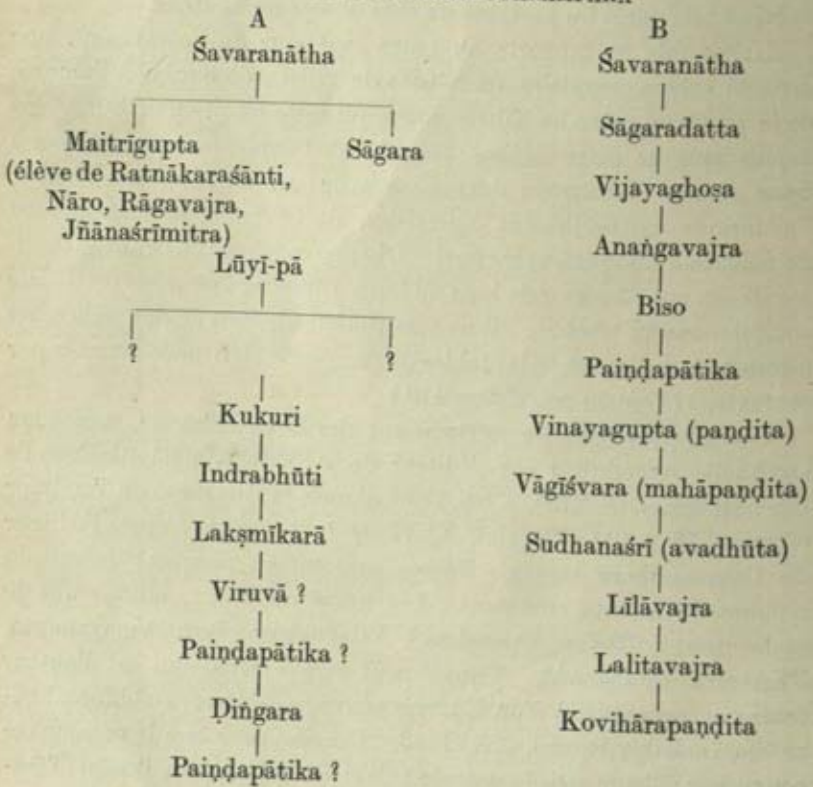 A
Śavaranātha
Maitrīgupta
(élève de Ratnākaraśānti,
Nāro, Rāgavajra,
Jñānaśrīmitra)
Sāgara
Lūyī-pā
?
?
Kukuri
Indrabhūti
Lakṣmīkarā
Viruvā ?
Paiṇḍapātika ?
Ḍiṅgara
Paiṇḍapātika ?
B
Śavaranātha
Sāgaradatta
Vijayaghoṣa
Anaṅgavajra
Biso
Paiṇḍapātika
Vinayagupta (paṇḍita)
Vāgīśvara (mahāpaṇḍita)
Sudhanaśrī (avadhūta)
Līlāvajra
Lalitavajra
Kovihārapaṇḍita